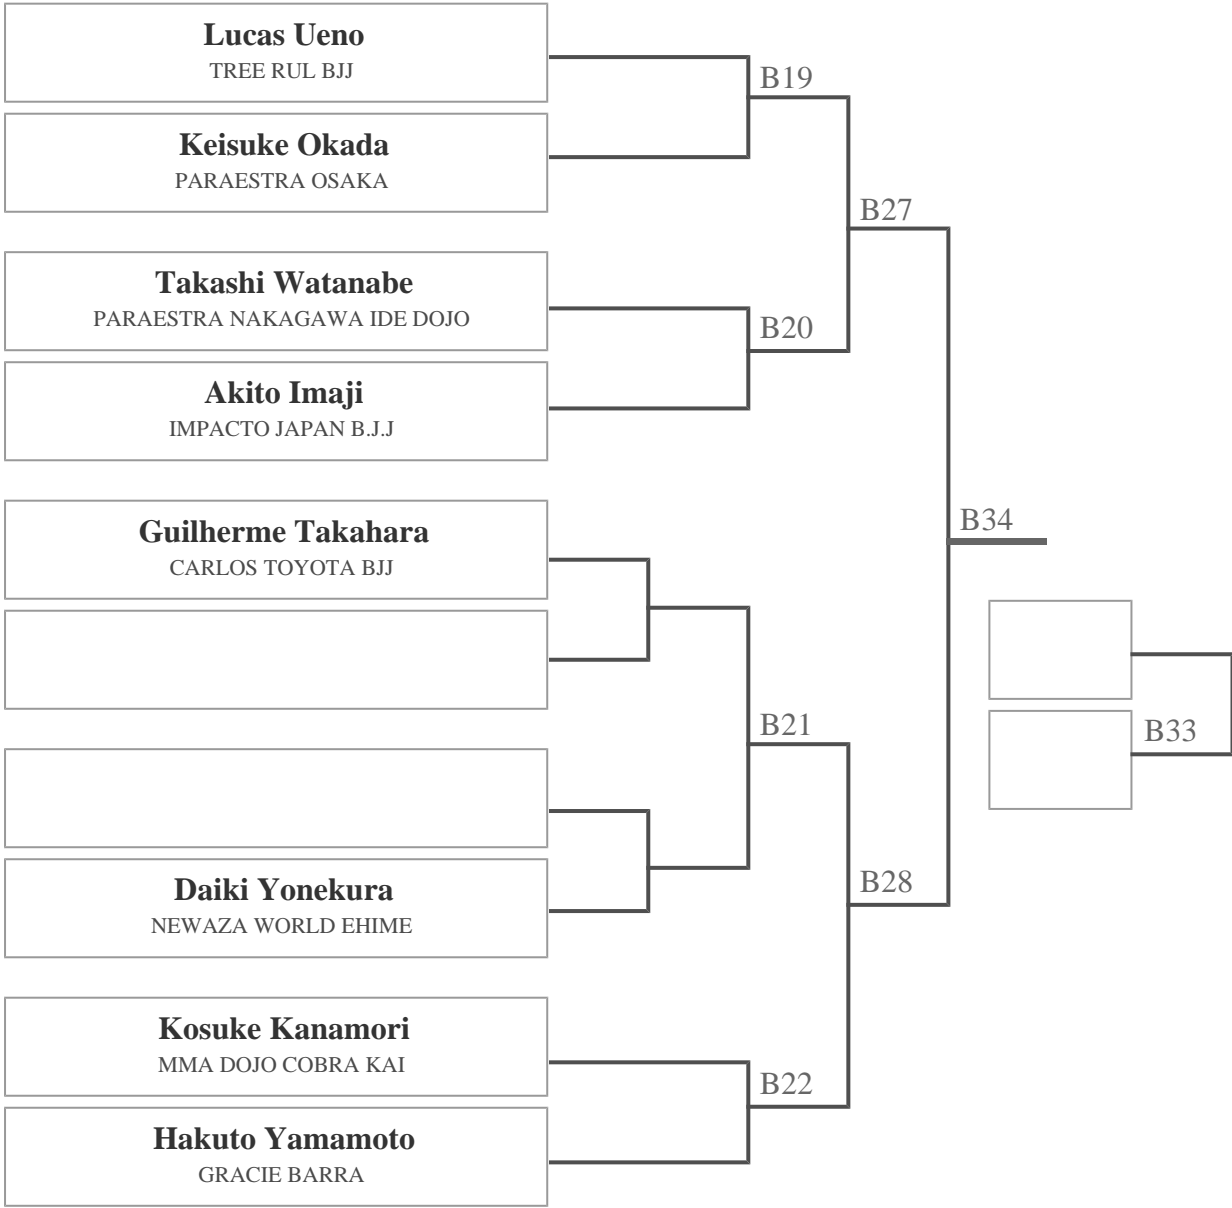 Lucas Ueno
TREE RUL BJJ
B19
Keisuke Okada
PARAESTRA OSAKA
B27
Takashi Watanabe
PARAESTRA NAKAGAWA IDE DOJO
B20
Akito Imaji
IMPACTO JAPAN B.J.J
Guilherme Takahara
CARLOS TOYOTA BJJ
B34
B21
B33
Daiki Yonekura
NEWAZA WORLD EHIME
B28
Kosuke Kanamori
MMA DOJO COBRA KAI
B22
Hakuto Yamamoto
GRACIE BARRA